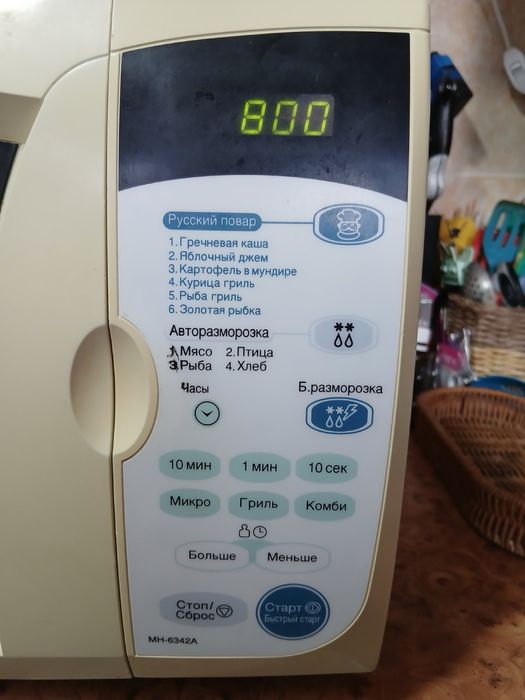 800
Русский повар
1. Гречневая каша
2. Яблочный джем
3. Картофель в мундире
4. Курица гриль
5. Рыба гриль
6. Золотая рыбка
Авторазморозка
1. Мясо 2. Птица
3. Рыба 4. Хлеб
Часы Б.разморозка
10 мин 1 мин 10 сек
Микро Гриль Комби
Больше Меньше
Стоп/ Старт
Сброс Быстрый старт
MH-6342A